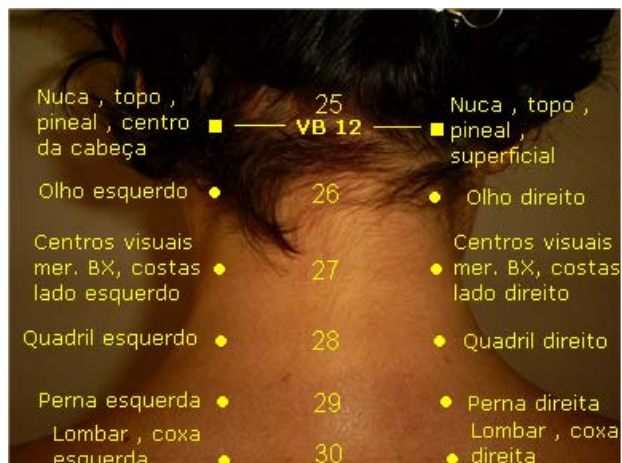 Nuca , topo ,
pineal , centro
da cabeça
25
VB 12
Nuca , topo ,
pineal ,
superficial
Olho esquerdo
26
Olho direito
Centros visuais
mer. BX, costas
lado esquerdo
27
Centros visuais
mer. BX, costas
lado direito
Quadril esquerdo
28
Quadril direito
Perna esquerda
29
Perna direita
Lombar , coxa
esquerda
30
Lombar , coxa
direita